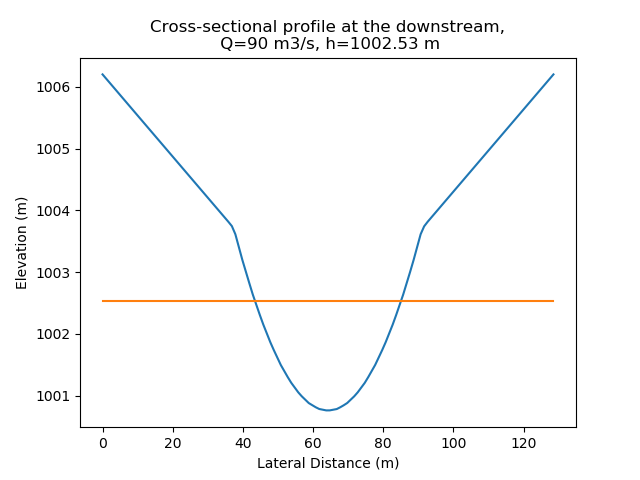 Cross-sectional profile at the downstream,
Q=90 m3/s, h=1002.53 m
1006
1005
1004
1003
1002
1001
Elevation (m)
0 20 40 60 80 100 120
Lateral Distance (m)